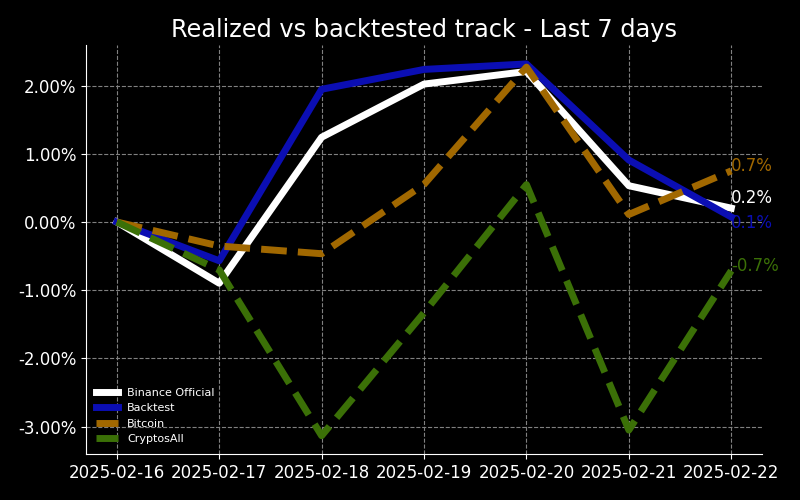 Realized vs backtested track - Last 7 days
2.00%
1.00%
0.00%
-1.00%
-2.00%
-3.00%
0.7%
0.2%
0.1%
-0.7%
Binance Official
Backtest
Bitcoin
CryptosAll
2025-02-16 2025-02-17 2025-02-18 2025-02-19 2025-02-20 2025-02-21 2025-02-22